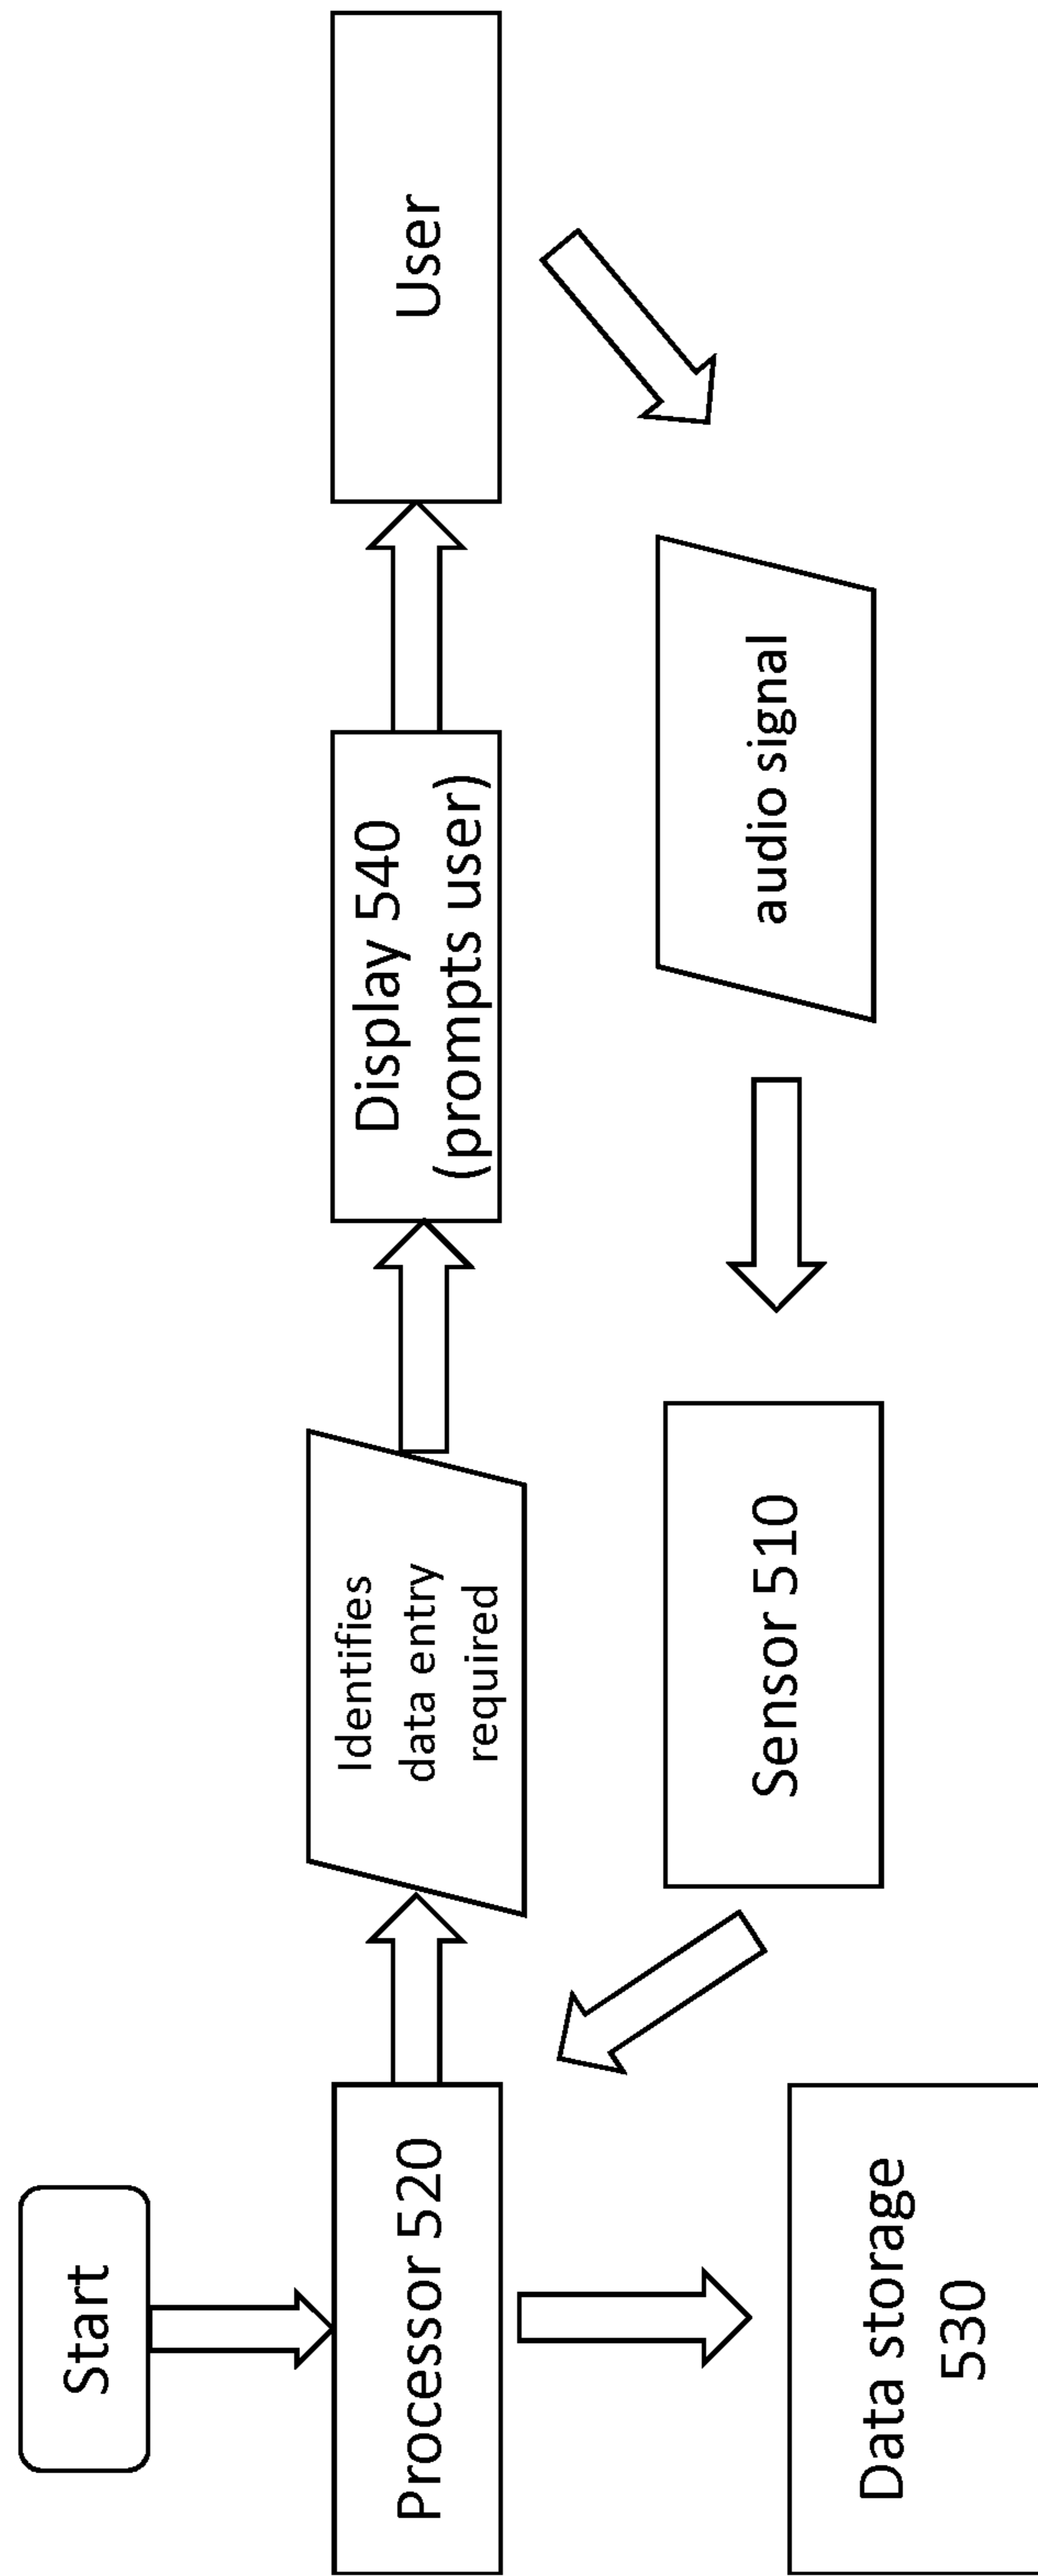 Start
Processor 520
Identifies
data entry
required
Display 540
(prompts user)
User
audio signal
Sensor 510
Data storage
530